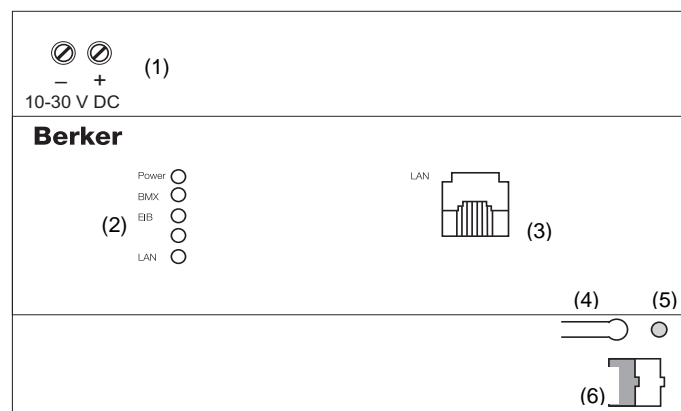 (1)
– +
10-30 V DC
Berker
Power
BMX
EIB
(2)
LAN
LAN
(3)
(4) (5)
(6)